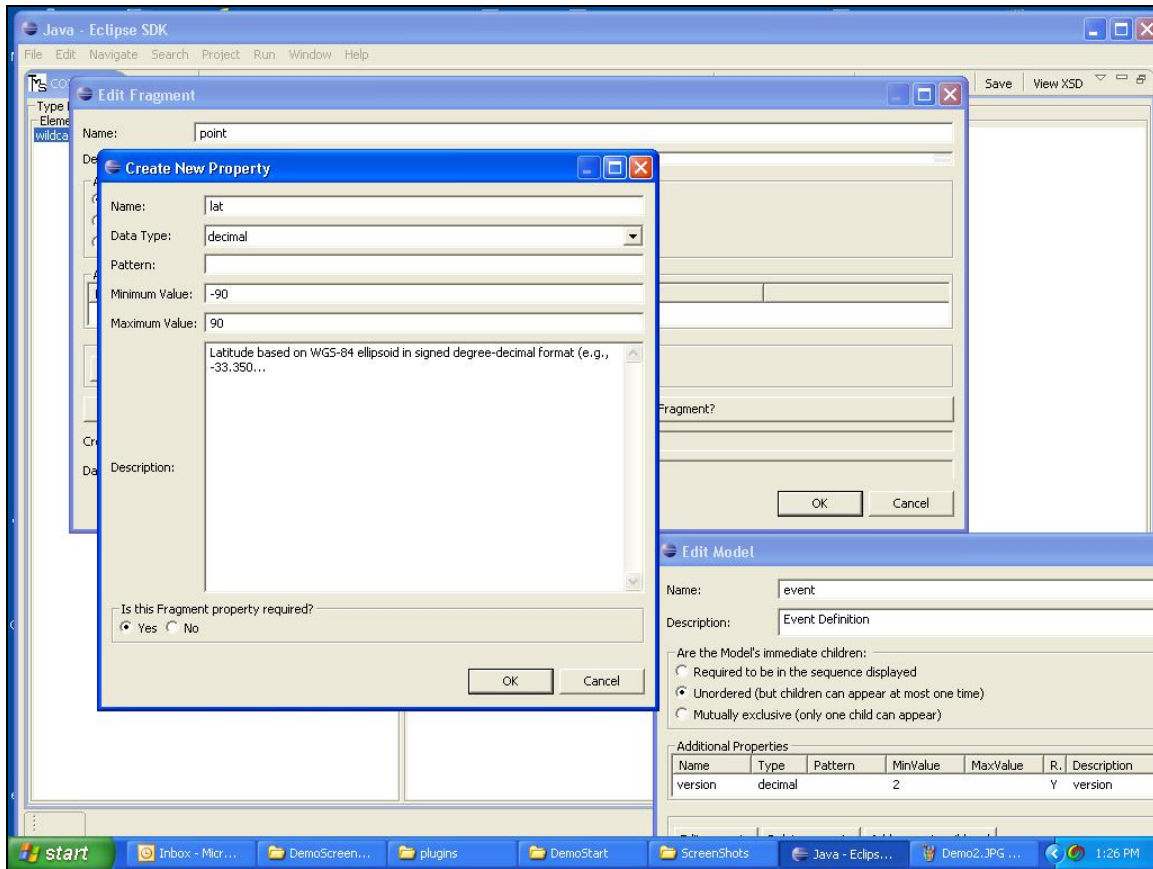 Java - Eclipse SDK
File Edit Navigate Search Project Run Window Help
Save View XSD
Type
Eleme
wildca
Edit Fragment
Name: point
De
Create New Property
Name: lat
Data Type: decimal
Pattern:
Minimum Value: -90
Maximum Value: 90
Description: Latitude based on WGS-84 ellipsoid in signed degree-decimal format (e.g.,
-33.350...
Is this Fragment property required?
Yes No
OK Cancel
Fragment?
Cre
Da
OK Cancel
Edit Model
Name: event
Description: Event Definition
Are the Model's immediate children:
Required to be in the sequence displayed
Unordered (but children can appear at most one time)
Mutually exclusive (only one child can appear)
Additional Properties
Name Type Pattern MinValue MaxValue R. Description
version decimal 2 Y version
start Inbox - Micr... DemoScreen... plugins DemoStart ScreenShots Java - Eclips... Demo2.JPG ... 1:26 PM